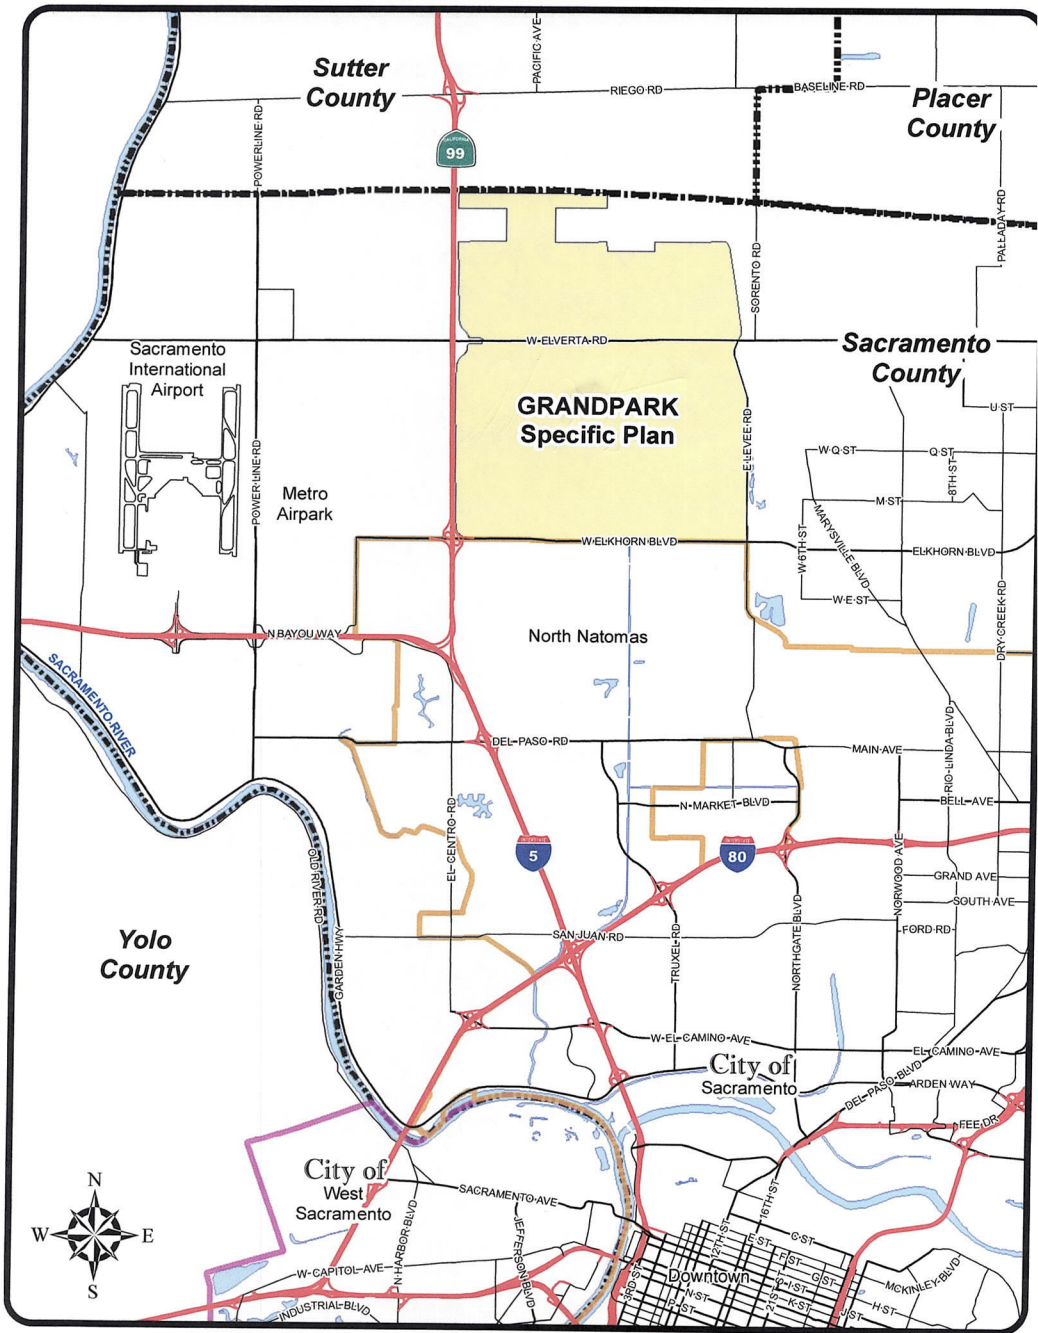 PACIFIC AVE
Sutter
County
RIEGO RD
BASELINE RD
Placer
County
POWERLINE RD
CALIFORNIA
99
PALLADAY RD
SORENTO RD
W ELVERTA RD
Sacramento
International
Airport
Sacramento
County
GRANDPARK
Specific Plan
U ST
E LEVEE RD
W Q ST
Q ST
8TH ST
M ST
POWER LINE RD
Metro
Airpark
MARYSVILLE BLVD
W 6TH ST
W ELKHORN BLVD
ELKHORN BLVD
W E ST
DRY CREEK RD
N BAYOU WAY
North Natomas
SACRAMENTO RIVER
RIO LINDA BLVD
DEL PASO RD
MAIN AVE
N MARKET BLVD
BELL AVE
EL CENTRO RD
5
80
OLD RIVER RD
NORWOOD AVE
GRAND AVE
SOUTH AVE
Yolo
County
GARDEN HWY
SAN JUAN RD
TRUXEL RD
NORTHGATE BLVD
FORD RD
W EL CAMINO AVE
EL CAMINO AVE
City of
Sacramento
DEL PASO BLVD
ARDEN WAY
FEE DR
City of
West
Sacramento
N
W
E
S
SACRAMENTO AVE
N HARBOR BLVD
JEFFERSON BLVD
16TH ST
12TH ST
C ST
E ST
F ST
G ST
W CAPITOL AVE
Downtown
I ST
MCKINLEY BLVD
3RD ST
N ST
21ST ST
K ST
H ST
INDUSTRIAL BLVD
P ST
J ST